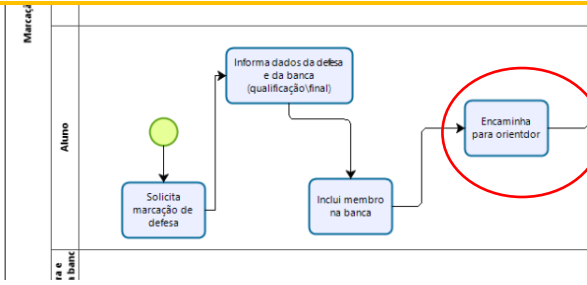 Marcaçã
Aluno
Informa dados da defesa
e da banca
(qualificação\final)
Solicita
marcação de
defesa
Inclui membro
na banca
Encaminha
para orientdor
ra e
banc